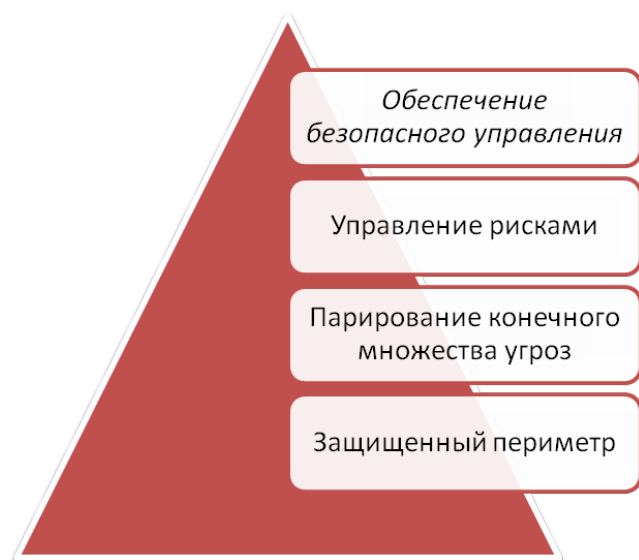 Обеспечение
безопасного управления
Управление рисками
Парирование конечного
множества угроз
Защищенный периметр